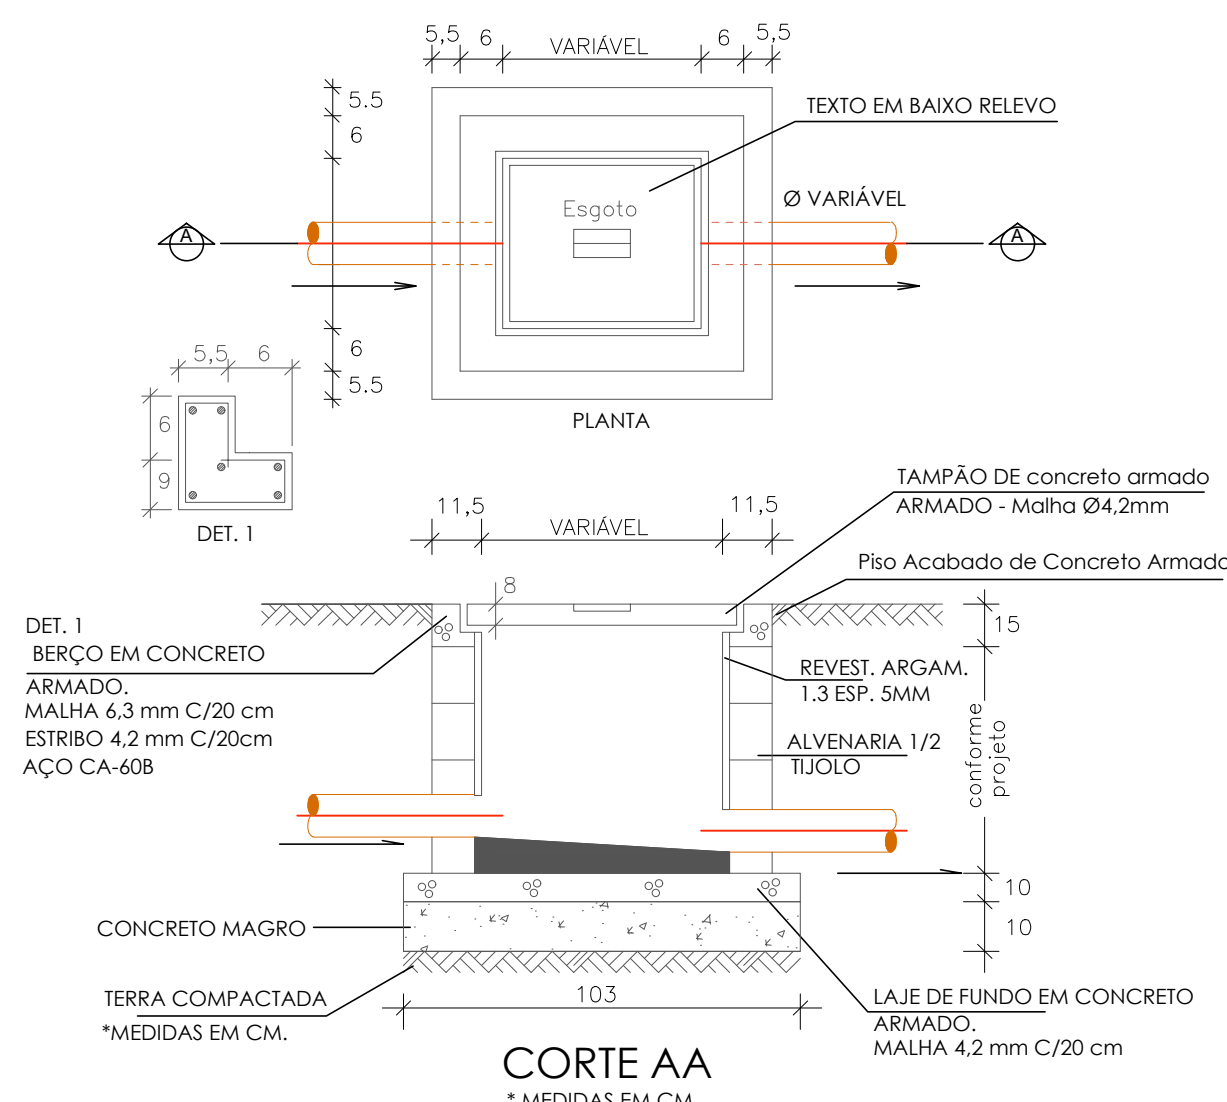 5,5 6 VARIÁVEL 6 5,5
5.5
6
TEXTO EM BAIXO RELEVO
Esgoto
Ø VARIÁVEL
A
A
6
5.5
PLANTA
5,5 6
6
9
DET. 1
11,5 VARIÁVEL 11,5
TAMPÃO DE concreto armado
ARMADO - Malha Ø4,2mm
Piso Acabado de Concreto Armado
8
15
DET. 1
BERÇO EM CONCRETO
ARMADO.
MALHA 6,3 mm C/20 cm
ESTRIBO 4,2 mm C/20cm
AÇO CA-60B
REVEST. ARGAM.
1.3 ESP. 5MM
ALVENARIA 1/2
TIJOLO
conforme
projeto
10
10
CONCRETO MAGRO
TERRA COMPACTADA
*MEDIDAS EM CM.
103
LAJE DE FUNDO EM CONCRETO
ARMADO.
MALHA 4,2 mm C/20 cm
CORTE AA
* MEDIDAS EM CM